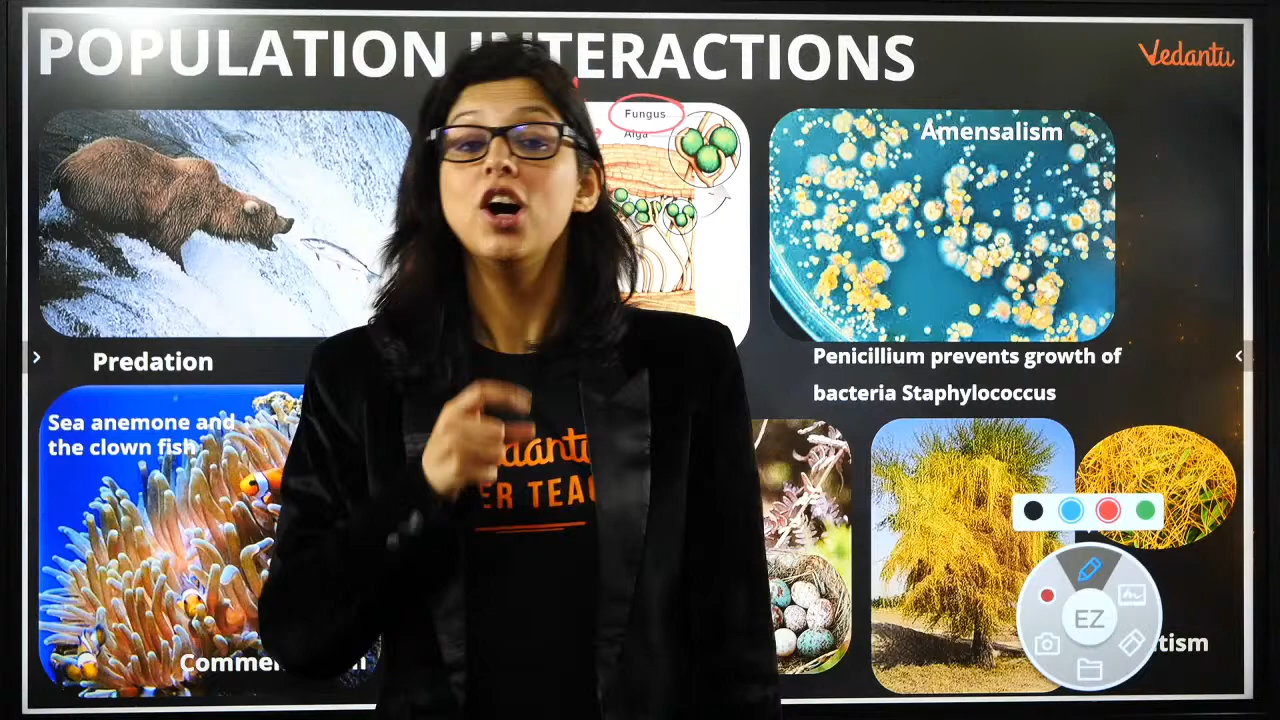 POPULATION INTERACTIONS
Vedantu
Fungus
Alga
Amensalism
Predation
Penicillium prevents growth of
bacteria Staphylococcus
Sea anemone and
the clown fish
EZ